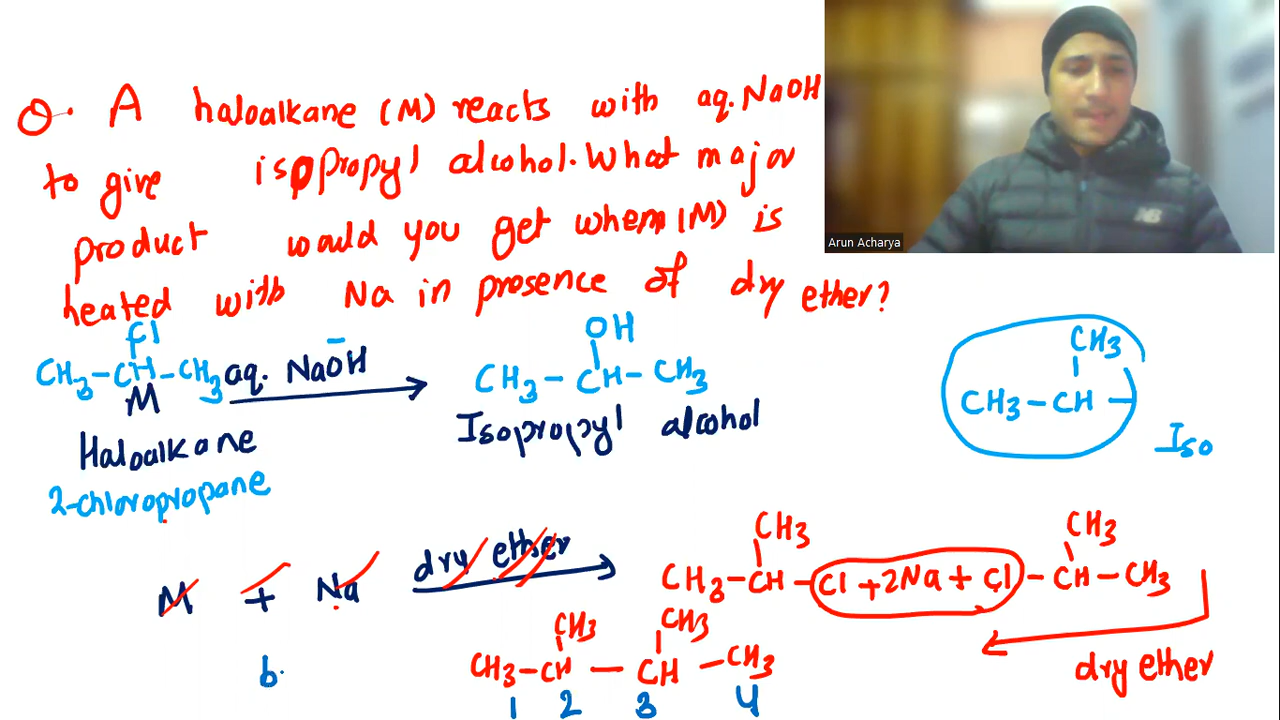 Q. A haloalkane (M) reacts with aq. NaOH
to give isopropyl alcohol. What major
product would you get when (M) is
heated with Na in presence of dry ether?
NB
Arun Acharya
Cl
CH3-CH-CH3
M
Haloalkane
2-chloropropane
aq. NaOH
OH
CH3-CH-CH3
Isopropyl alcohol
CH3
CH3-CH-
Iso
M + Na
dry ether
CH3 CH3
CH3-CH-Cl+2Na+Cl-CH-CH3
dry ether
CH3 CH3
CH3-CH-CH-CH3
1 2 3 4
b.